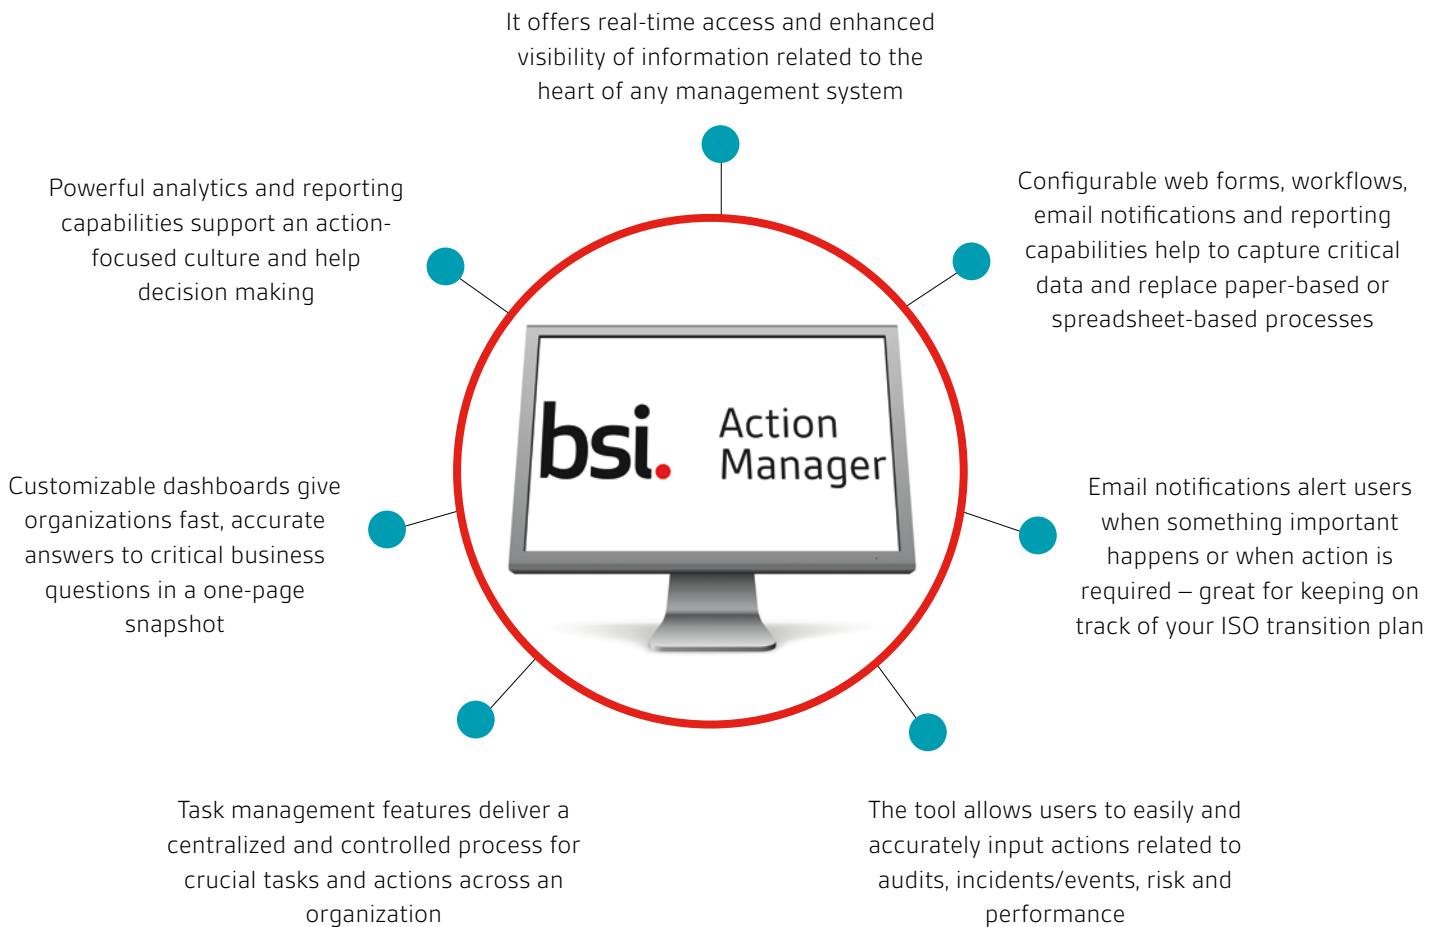 It offers real-time access and enhanced
visibility of information related to the
heart of any management system
Powerful analytics and reporting
capabilities support an action-
focused culture and help
decision making
Configurable web forms, workflows,
email notifications and reporting
capabilities help to capture critical
data and replace paper-based or
spreadsheet-based processes
bsi.
Action
Manager
Customizable dashboards give
organizations fast, accurate
answers to critical business
questions in a one-page
snapshot
Email notifications alert users
when something important
happens or when action is
required – great for keeping on
track of your ISO transition plan
Task management features deliver a
centralized and controlled process for
crucial tasks and actions across an
organization
The tool allows users to easily and
accurately input actions related to
audits, incidents/events, risk and
performance